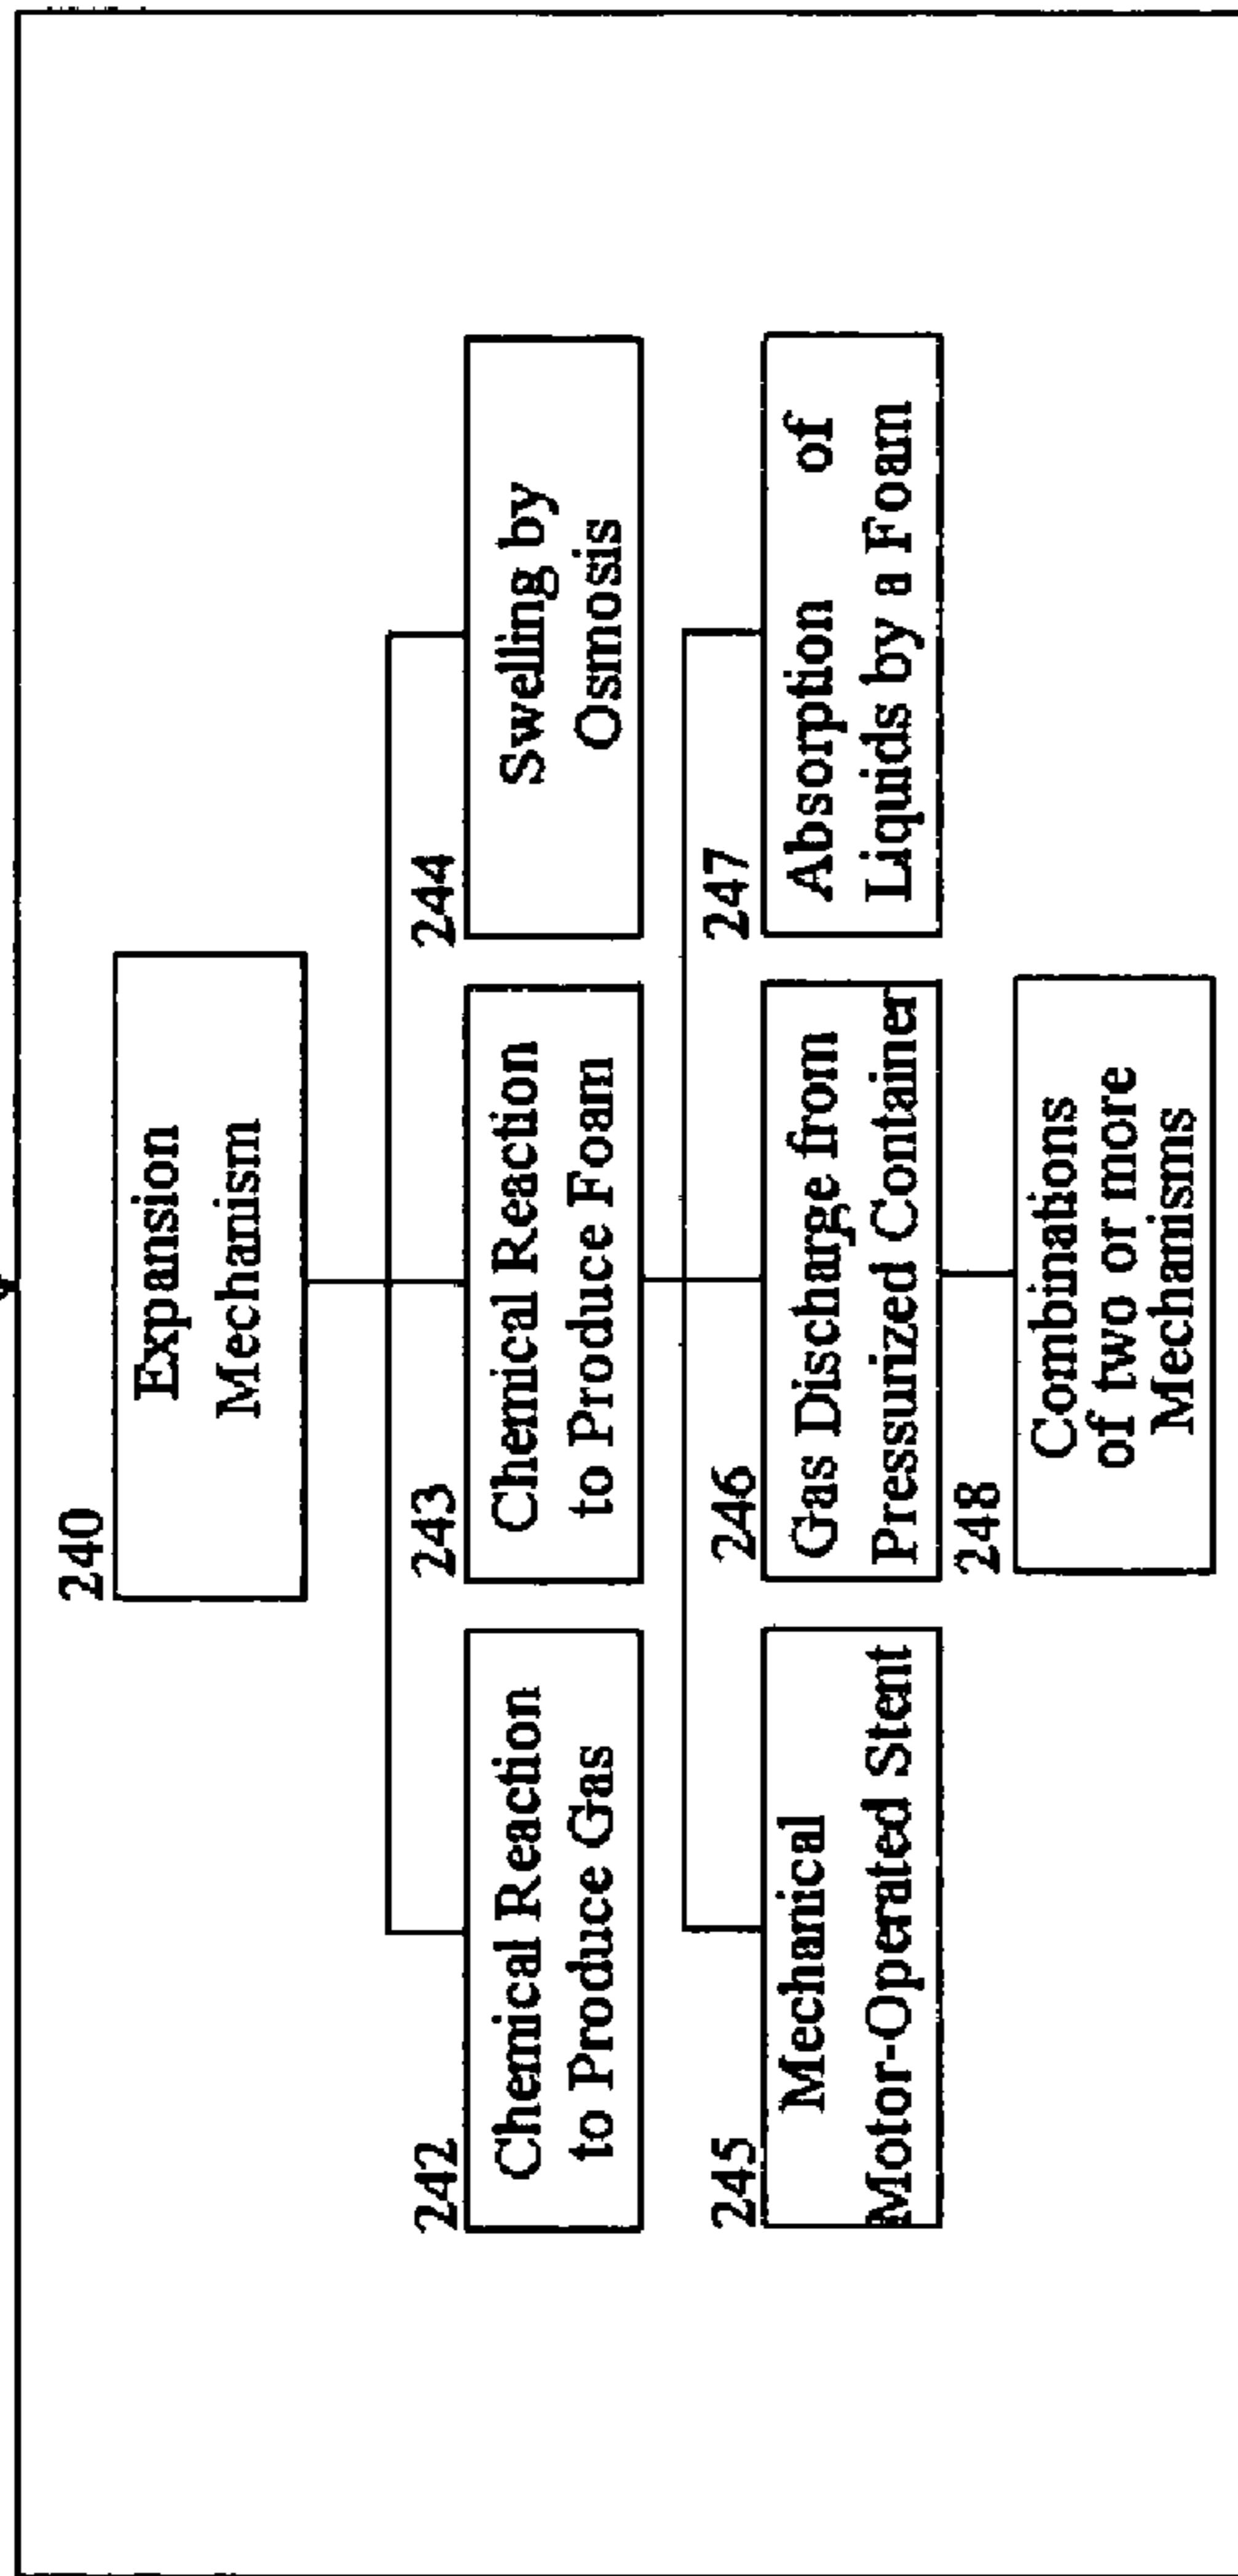 240
Expansion
Mechanism
242
Chemical Reaction
to Produce Gas
243
Chemical Reaction
to Produce Foam
244
Swelling by
Osmosis
245
Mechanical
Motor-Operated Stent
246
Gas Discharge from
Pressurized Container
247
Absorption of
Liquids by a Foam
248
Combinations
of two or more
Mechanisms